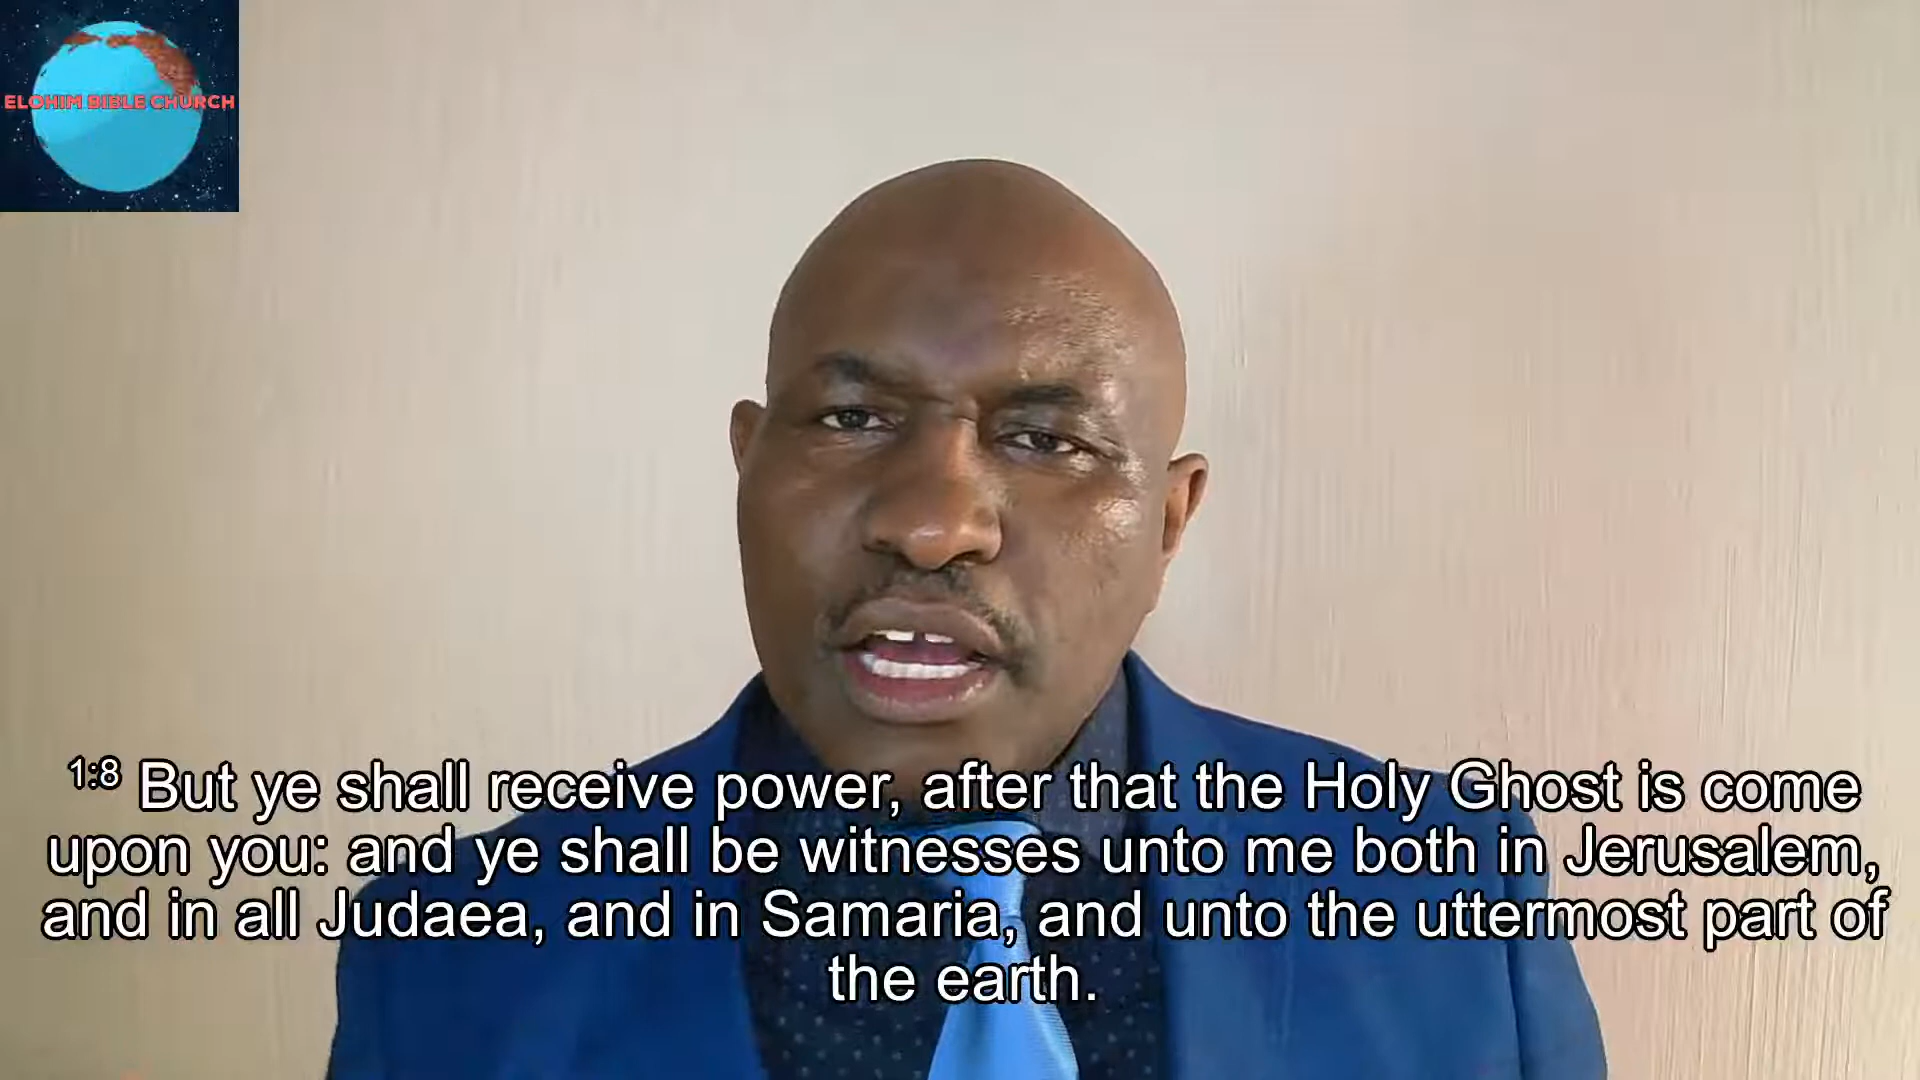 ELOHIM BIBLE CHURCH
1:8 But ye shall receive power, after that the Holy Ghost is come
upon you: and ye shall be witnesses unto me both in Jerusalem,
and in all Judaea, and in Samaria, and unto the uttermost part of
the earth.